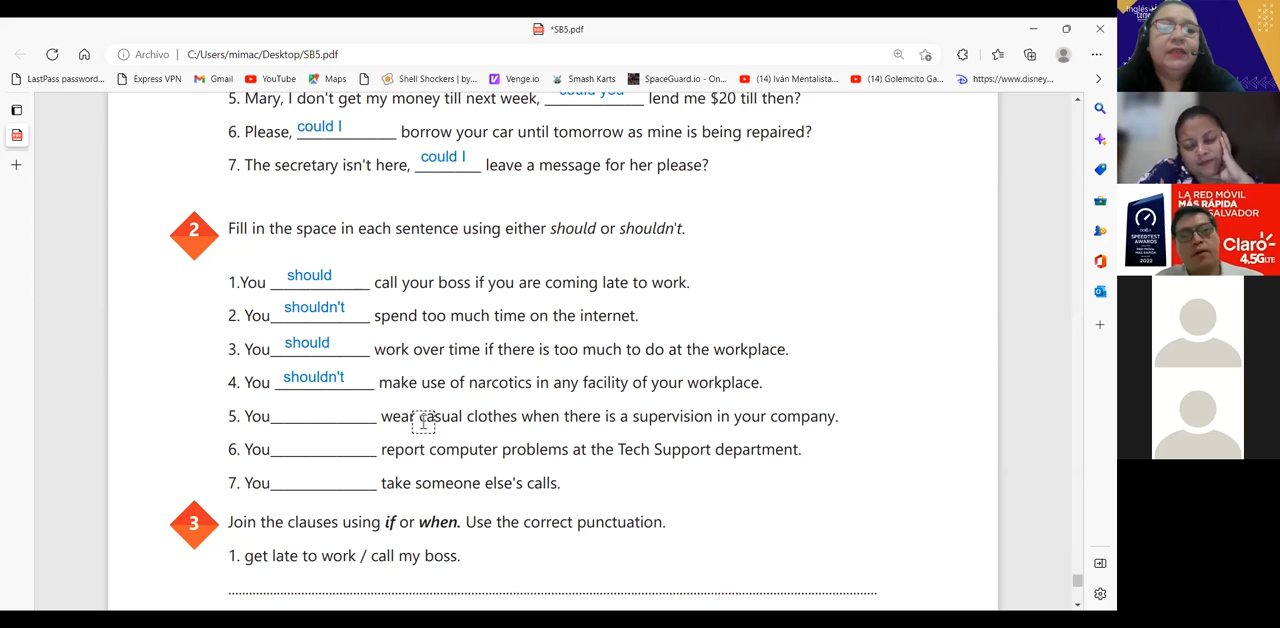 *SB5.pdf
Archivo | C:/Users/mimac/Desktop/SB5.pdf
LastPass password... Express VPN Gmail YouTube Maps Shell Shockers | by... Venge.io Smash Karts SpaceGuard.io - On... (14) Iván Mentalista... (14) Golemcito Ga... https://www.disney...
5. Mary, I don't get my money till next week, could you lend me $20 till then?
6. Please, could I borrow your car until tomorrow as mine is being repaired?
7. The secretary isn't here, could I leave a message for her please?
2 Fill in the space in each sentence using either should or shouldn't.
1.You should call your boss if you are coming late to work.
2. You shouldn't spend too much time on the internet.
3. You should work over time if there is too much to do at the workplace.
4. You shouldn't make use of narcotics in any facility of your workplace.
5. You______________ wear casual clothes when there is a supervision in your company.
6. You______________ report computer problems at the Tech Support department.
7. You______________ take someone else's calls.
3 Join the clauses using if or when. Use the correct punctuation.
1. get late to work / call my boss.
Inglés
LA RED MÓVIL
MÁS RÁPIDA
SALVADOR
SPEEDTEST
AWARDS
2022
Claro
4.5G LTE